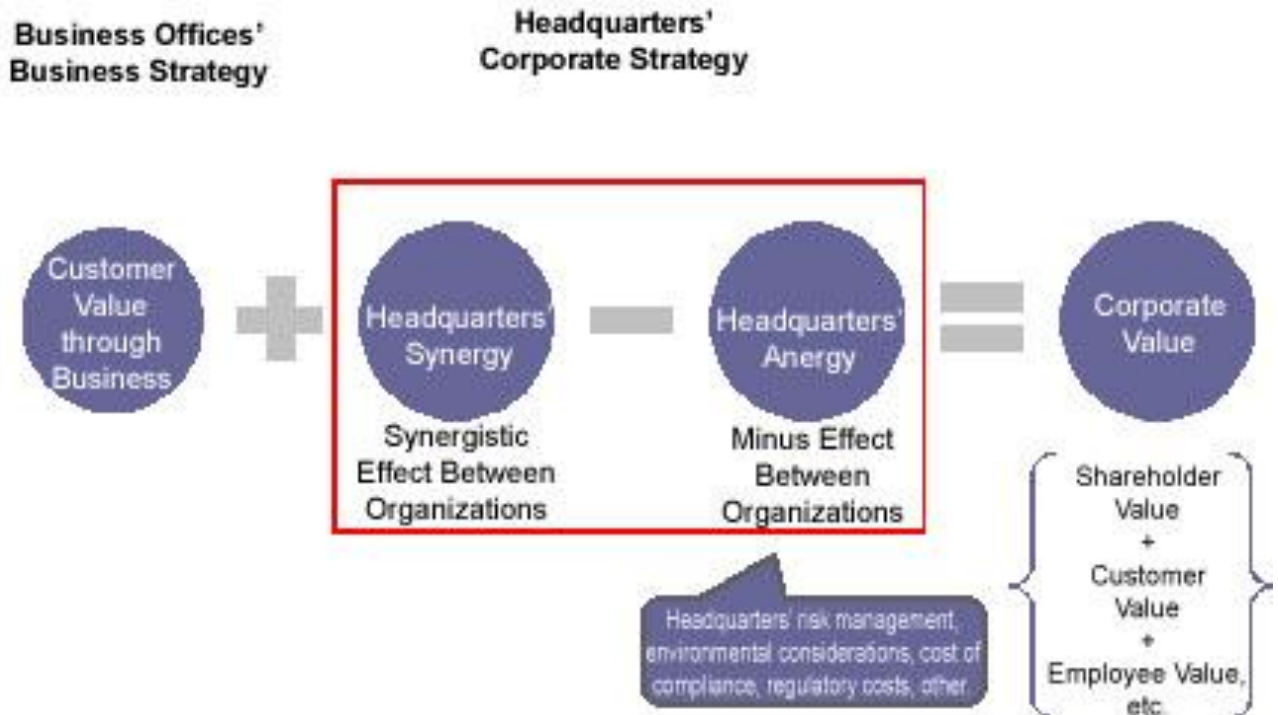 Business Offices'
Business Strategy
Headquarters'
Corporate Strategy
Customer
Value
through
Business
Headquarters'
Synergy
Headquarters'
Anergy
Corporate
Value
Synergistic
Effect Between
Organizations
Minus Effect
Between
Organizations
Headquarters' risk management,
environmental considerations, cost of
compliance, regulatory costs, other.
Shareholder
Value
+
Customer
Value
+
Employee Value,
etc.